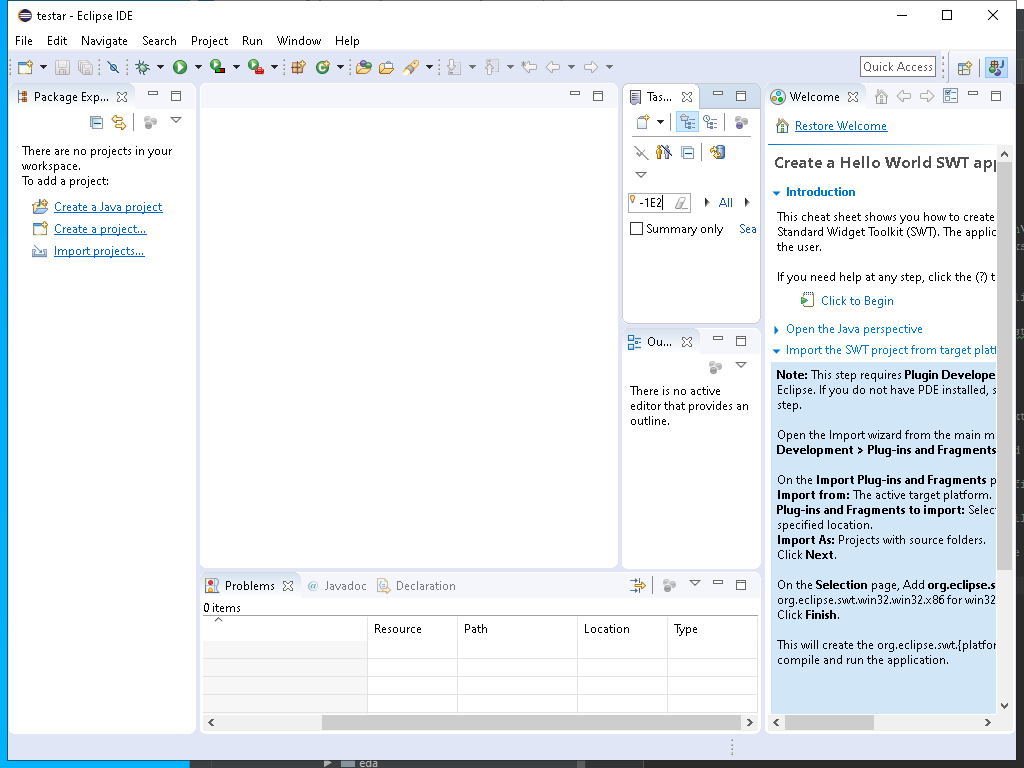 testar - Eclipse IDE
File Edit Navigate Search Project Run Window Help
Quick Access
Package Exp...
There are no projects in your
workspace.
To add a project:
Create a Java project
Create a project...
Import projects...
Tas...
-1E2
All
Summary only
Sea
Ou...
There is no active
editor that provides an
outline.
Welcome
Restore Welcome
Create a Hello World SWT app
Introduction
This cheat sheet shows you how to create
Standard Widget Toolkit (SWT). The applic
the user.
If you need help at any step, click the (?) t
Click to Begin
Open the Java perspective
Import the SWT project from target platf
Note: This step requires Plugin Develope
Eclipse. If you do not have PDE installed, s
step.
Open the Import wizard from the main m
Development > Plug-ins and Fragments
On the Import Plug-ins and Fragments p
Import from: The active target platform.
Plug-ins and Fragments to import: Selec
specified location.
Import As: Projects with source folders.
Click Next.
On the Selection page, Add org.eclipse.s
org.eclipse.swt.win32.win32.x86 for win32
Click Finish.
This will create the org.eclipse.swt.{platfor
compile and run the application.
Problems
@ Javadoc
Declaration
0 items
Resource Path Location Type
eda